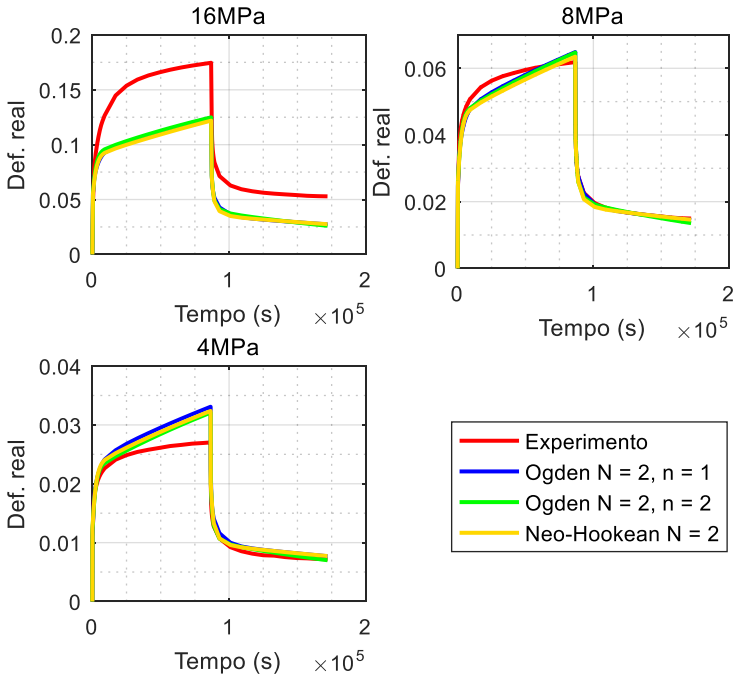 16MPa
Def. real
0.2
0.15
0.1
0.05
0
0
1
2
Tempo (s)
×10^5
8MPa
Def. real
0.06
0.04
0.02
0
0
1
2
Tempo (s)
×10^5
4MPa
Def. real
0.04
0.03
0.02
0.01
0
0
1
2
Tempo (s)
×10^5
Experimento
Ogden N = 2, n = 1
Ogden N = 2, n = 2
Neo-Hookean N = 2